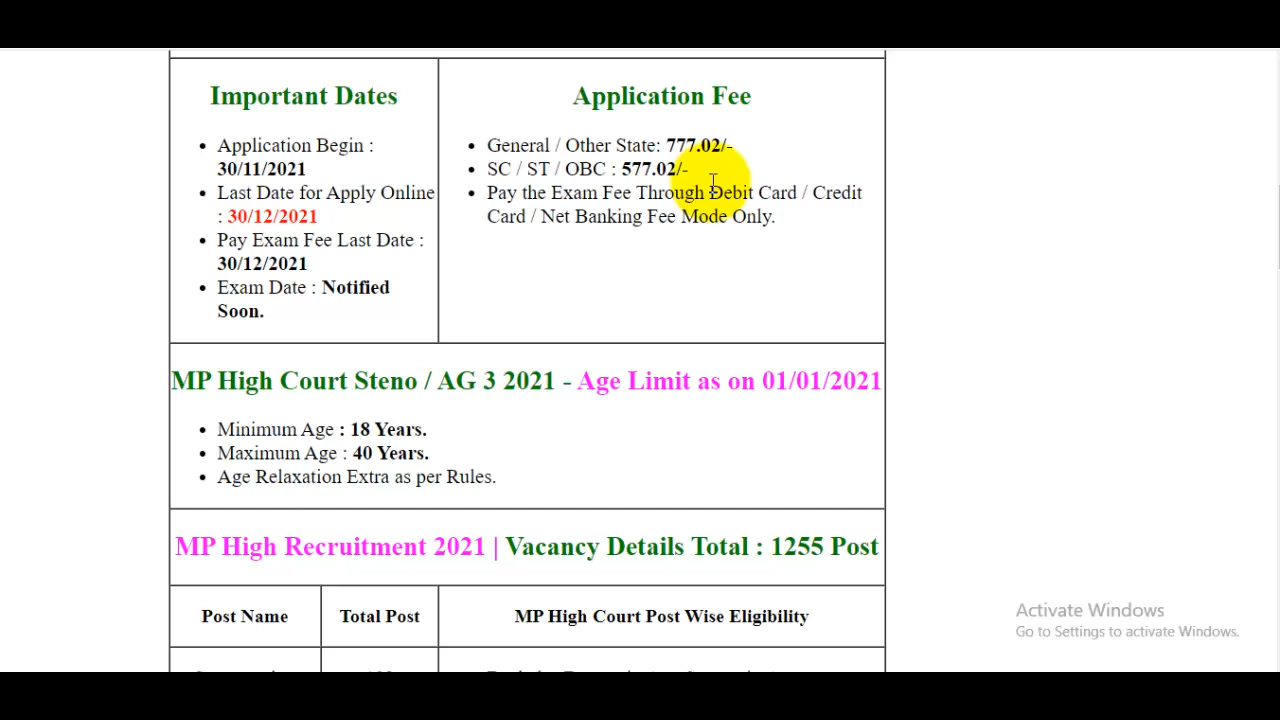 Important Dates
Application Begin :
30/11/2021
Last Date for Apply Online
: 30/12/2021
Pay Exam Fee Last Date :
30/12/2021
Exam Date : Notified
Soon.
Application Fee
General / Other State: 777.02/-
SC / ST / OBC : 577.02/-
Pay the Exam Fee Through Debit Card / Credit
Card / Net Banking Fee Mode Only.
MP High Court Steno / AG 3 2021 - Age Limit as on 01/01/2021
Minimum Age : 18 Years.
Maximum Age : 40 Years.
Age Relaxation Extra as per Rules.
MP High Recruitment 2021 | Vacancy Details Total : 1255 Post
Post Name
Total Post
MP High Court Post Wise Eligibility
Activate Windows
Go to Settings to activate Windows.